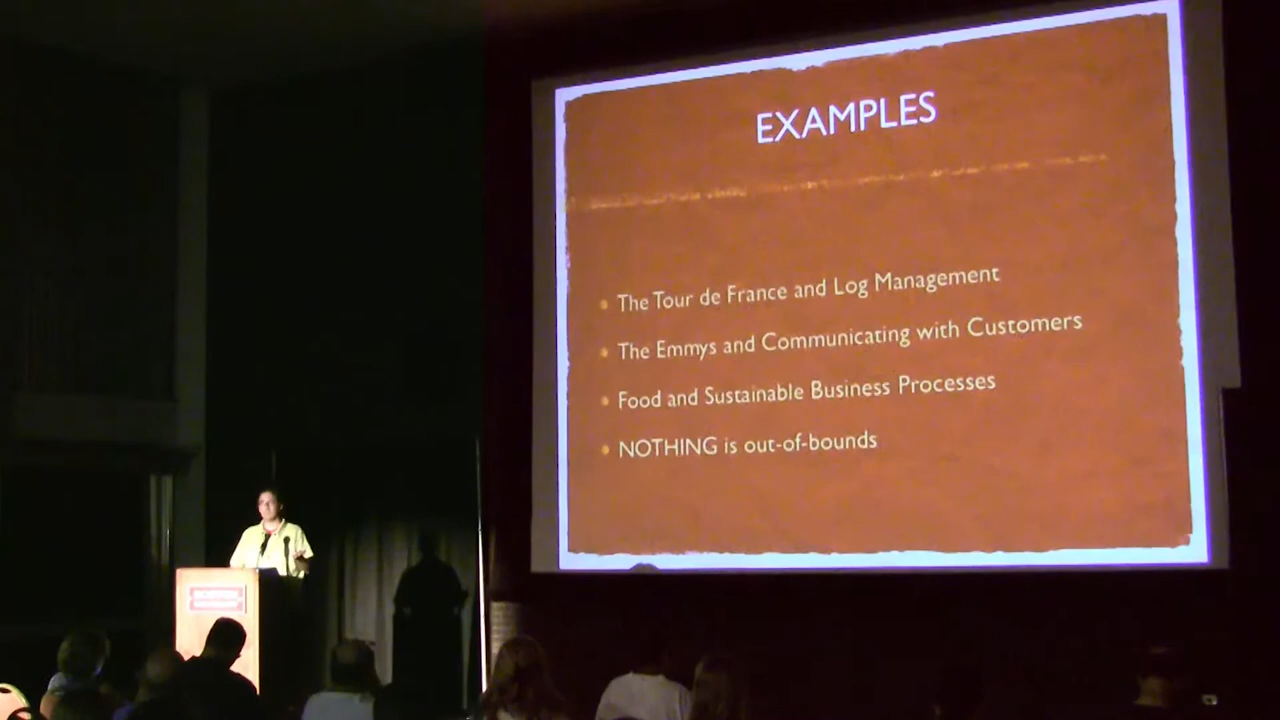 EXAMPLES
The Tour de France and Log Management
The Emmys and Communicating with Customers
Food and Sustainable Business Processes
NOTHING is out-of-bounds